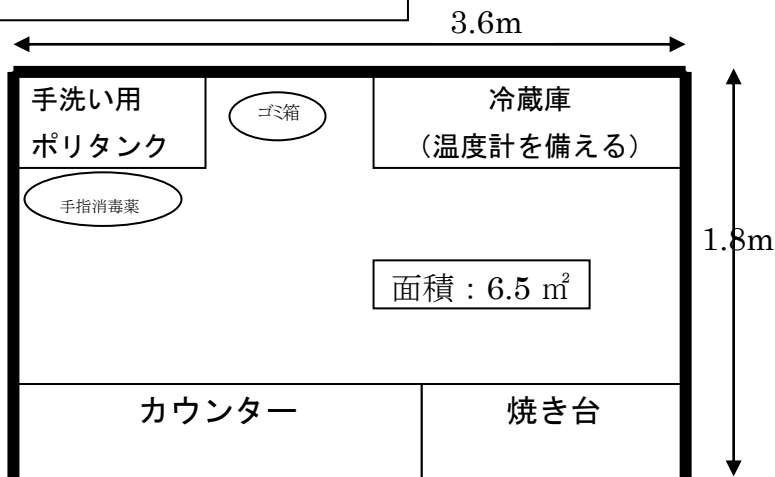 3.6m
手洗い用
ポリタンク
ゴミ箱
冷蔵庫
（温度計を備える）
手指消毒薬
1.8m
面積：6.5 ㎡
カウンター
焼き台